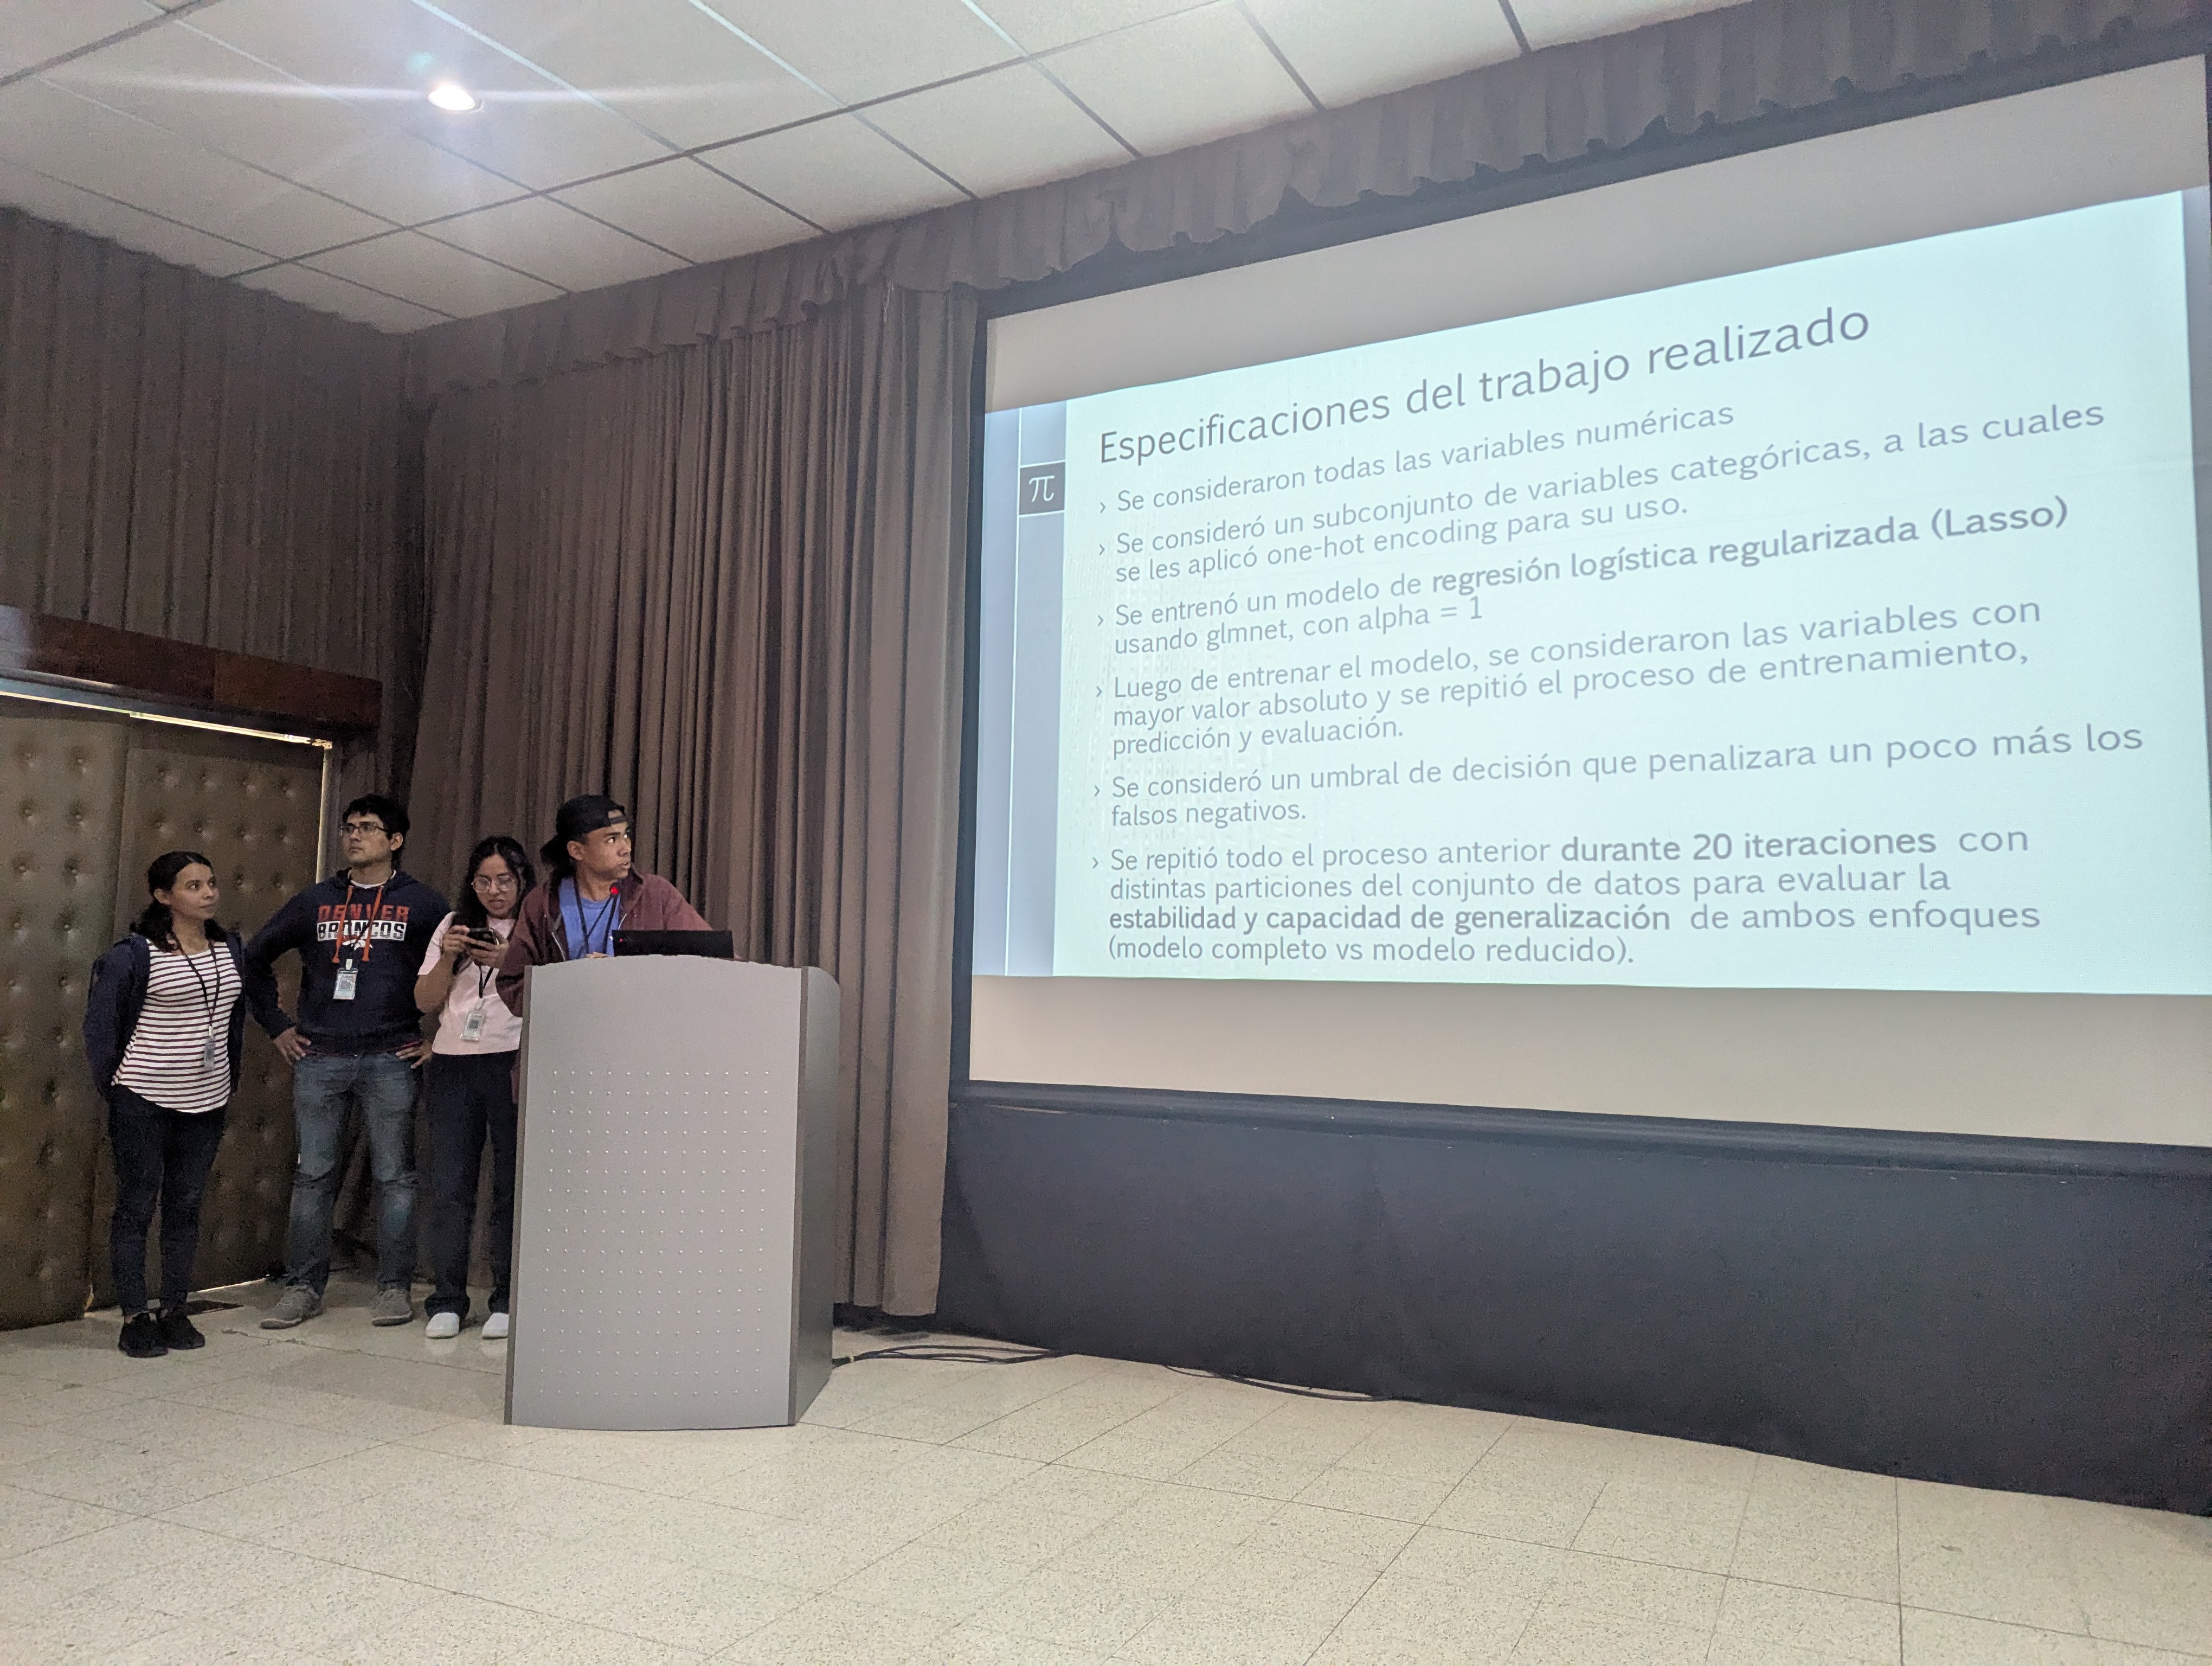 Especificaciones del trabajo realizado
π
› Se consideraron todas las variables numéricas
› Se consideró un subconjunto de variables categóricas, a las cuales
se les aplicó one-hot encoding para su uso.
› Se entrenó un modelo de regresión logística regularizada (Lasso)
usando glmnet, con alpha = 1
› Luego de entrenar el modelo, se consideraron las variables con
mayor valor absoluto y se repitió el proceso de entrenamiento,
predicción y evaluación.
› Se consideró un umbral de decisión que penalizara un poco más los
falsos negativos.
› Se repitió todo el proceso anterior durante 20 iteraciones con
distintas particiones del conjunto de datos para evaluar la
estabilidad y capacidad de generalización de ambos enfoques
(modelo completo vs modelo reducido).
DENVER
BRONCOS